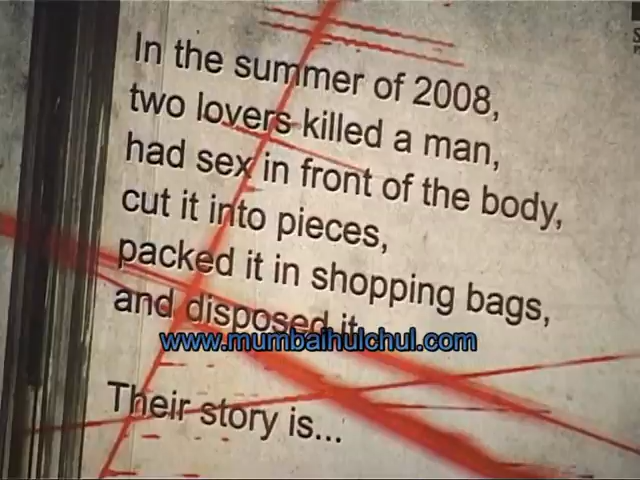 In the summer of 2008,
two lovers killed a man,
had sex in front of the body,
cut it into pieces,
packed it in shopping bags,
and disposed it
www.mumbaihulchul.com
Their story is...